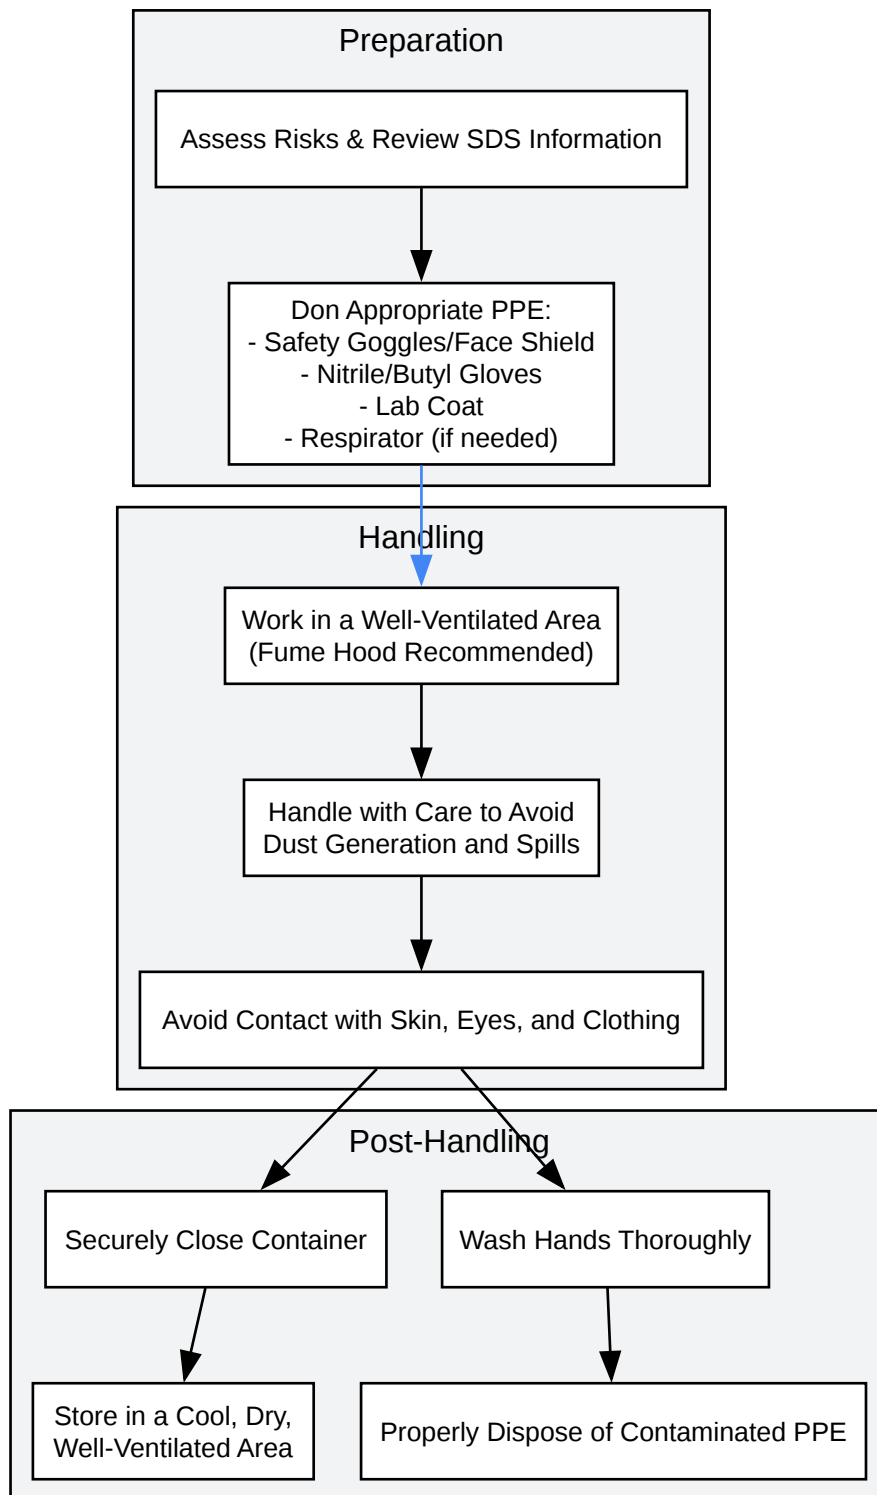 Preparation
Assess Risks & Review SDS Information
Don Appropriate PPE:
- Safety Goggles/Face Shield
- Nitrile/Butyl Gloves
- Lab Coat
- Respirator (if needed)
Handling
Work in a Well-Ventilated Area
(Fume Hood Recommended)
Handle with Care to Avoid
Dust Generation and Spills
Avoid Contact with Skin, Eyes, and Clothing
Post-Handling
Securely Close Container
Wash Hands Thoroughly
Store in a Cool, Dry,
Well-Ventilated Area
Properly Dispose of Contaminated PPE